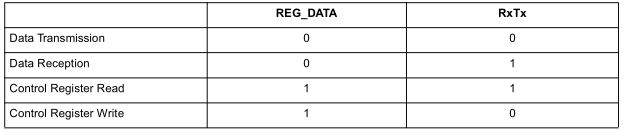 REG_DATA RxTx
Data Transmission 0 0
Data Reception 0 1
Control Register Read 1 1
Control Register Write 1 0